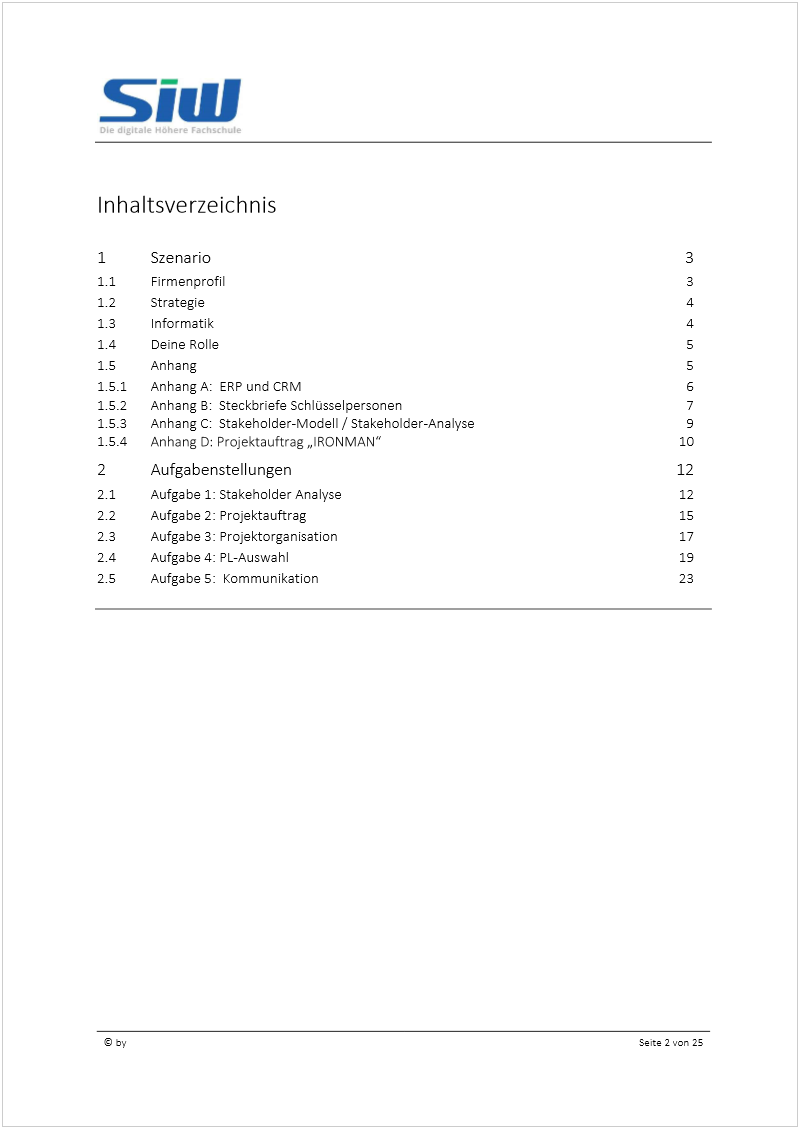 Siw
Die digitale Höhere Fachschule
Inhaltsverzeichnis
1 Szenario 3
1.1 Firmenprofil 3
1.2 Strategie 4
1.3 Informatik 4
1.4 Deine Rolle 5
1.5 Anhang 5
1.5.1 Anhang A: ERP und CRM 6
1.5.2 Anhang B: Steckbriefe Schlüsselpersonen 7
1.5.3 Anhang C: Stakeholder-Modell / Stakeholder-Analyse 9
1.5.4 Anhang D: Projektauftrag „IRONMAN“ 10
2 Aufgabenstellungen 12
2.1 Aufgabe 1: Stakeholder Analyse 12
2.2 Aufgabe 2: Projektauftrag 15
2.3 Aufgabe 3: Projektorganisation 17
2.4 Aufgabe 4: PL-Auswahl 19
2.5 Aufgabe 5: Kommunikation 23
© by Seite 2 von 25